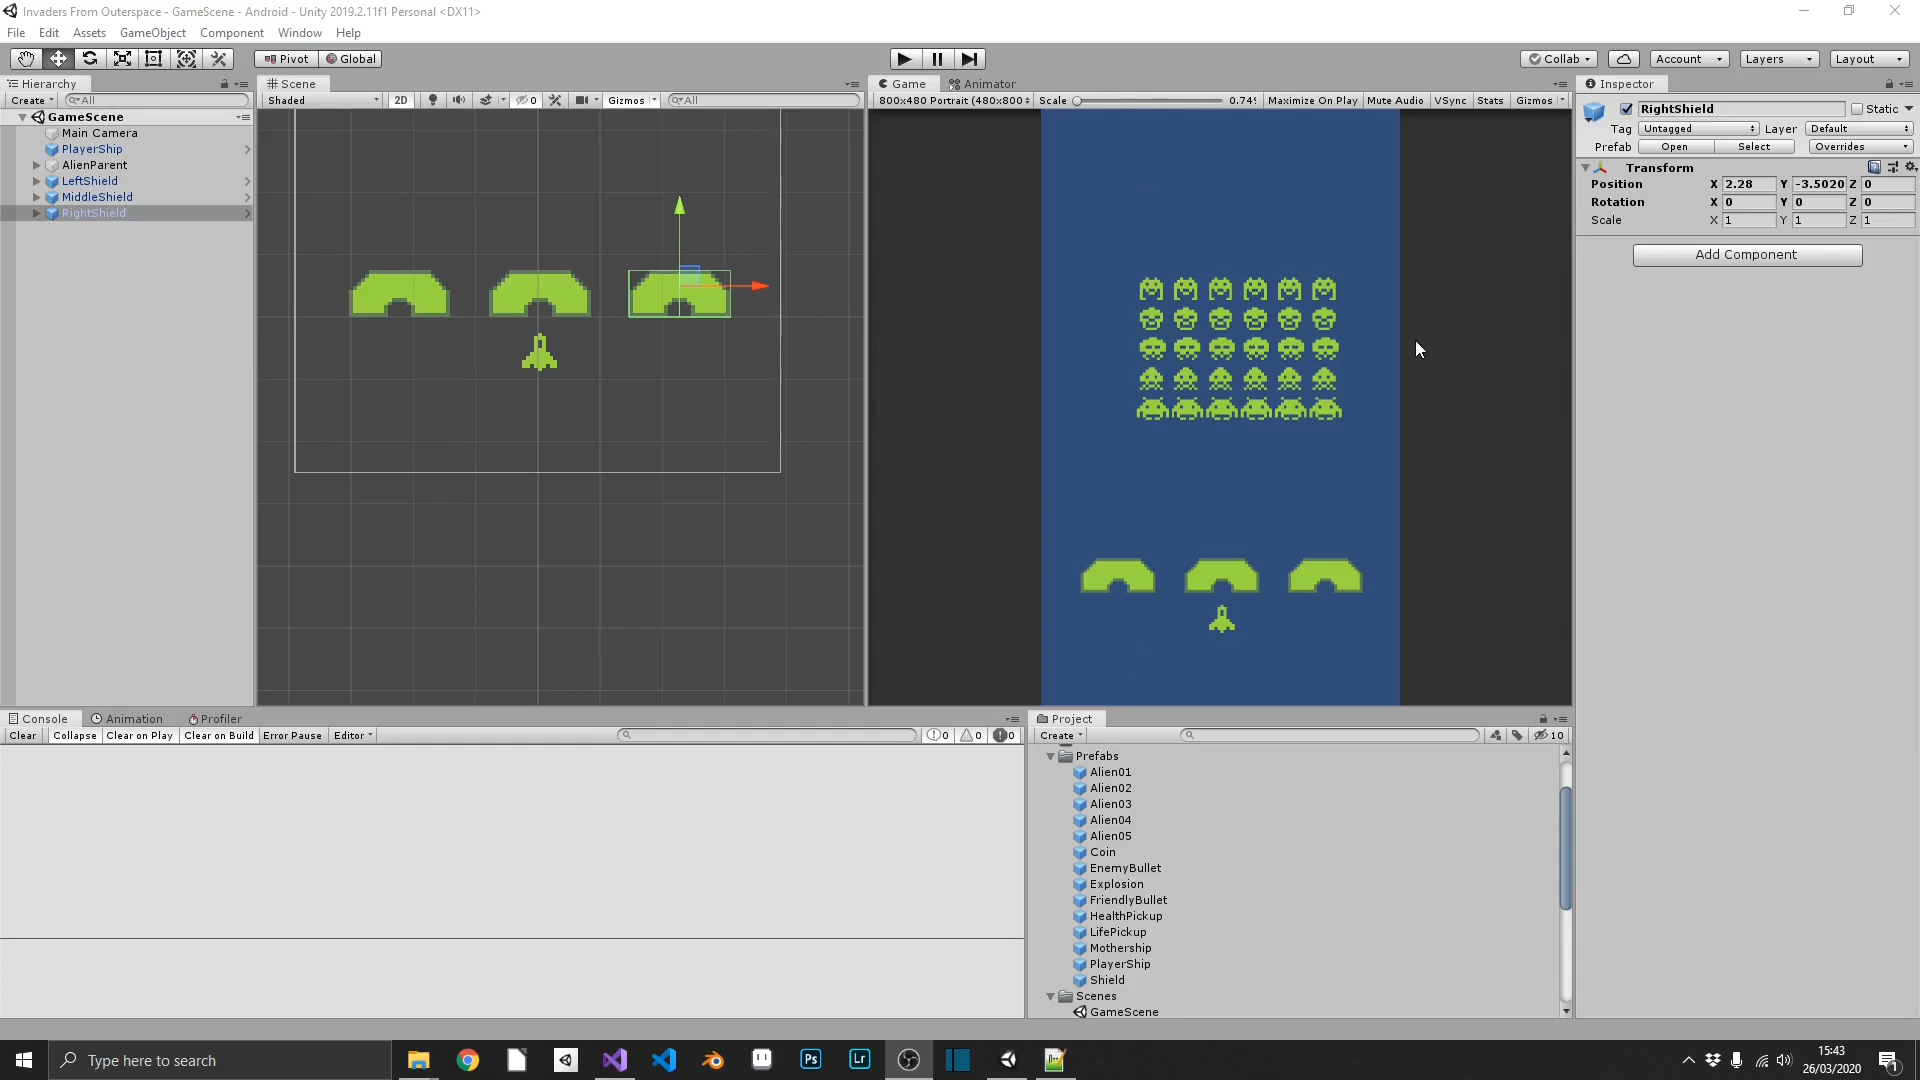 Invaders From Outerspace - GameScene - Android - Unity 2019.2.11f1 Personal <DX11>
File Edit Assets GameObject Component Window Help
Pivot Global Collab Account Layers Layout
Hierarchy
Create All
GameScene
Main Camera
PlayerShip
AlienParent
LeftShield
MiddleShield
RightShield
Scene
Shaded 2D 0 Gizmos All
Game Animator
800x480 Portrait (480x800 Scale 0.74 Maximize On Play Mute Audio VSync Stats Gizmos
Inspector
RightShield Static
Tag Untagged Layer Default
Prefab Open Select Overrides
Transform
Position X 2.28 Y -3.5020 Z 0
Rotation X 0 Y 0 Z 0
Scale X 1 Y 1 Z 1
Add Component
Console Animation Profiler
Clear Collapse Clear on Play Clear on Build Error Pause Editor 0 0 0
Project
Create 10
Prefabs
Alien01
Alien02
Alien03
Alien04
Alien05
Coin
EnemyBullet
Explosion
FriendlyBullet
HealthPickup
LifePickup
Mothership
PlayerShip
Shield
Scenes
GameScene
Type here to search
Ps Lr
15:43
26/03/2020
1